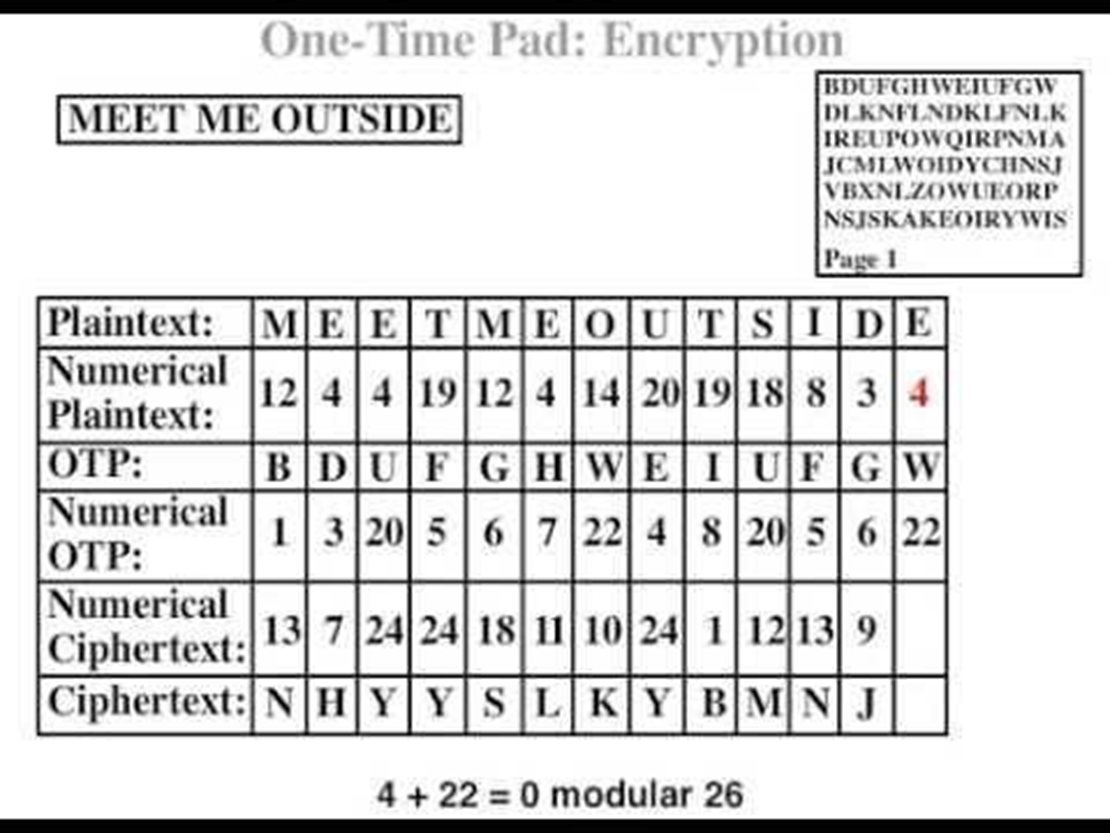 One-Time Pad: Encryption
MEET ME OUTSIDE
BDUFGHWEIUFGW
DLKNFLNDKLFNLK
IREUPOWQIRPNMA
JCMLWOIDYCHNSJ
VBXNLZOWUEORP
NSJSKAKEOIRYWIS
Page 1
Plaintext: M E E T M E O U T S I D E
Numerical
Plaintext: 12 4 4 19 12 4 14 20 19 18 8 3 4
OTP: B D U F G H W E I U F G W
Numerical
OTP: 1 3 20 5 6 7 22 4 8 20 5 6 22
Numerical
Ciphertext: 13 7 24 24 18 11 10 24 1 12 13 9
Ciphertext: N H Y Y S L K Y B M N J
4 + 22 = 0 modular 26